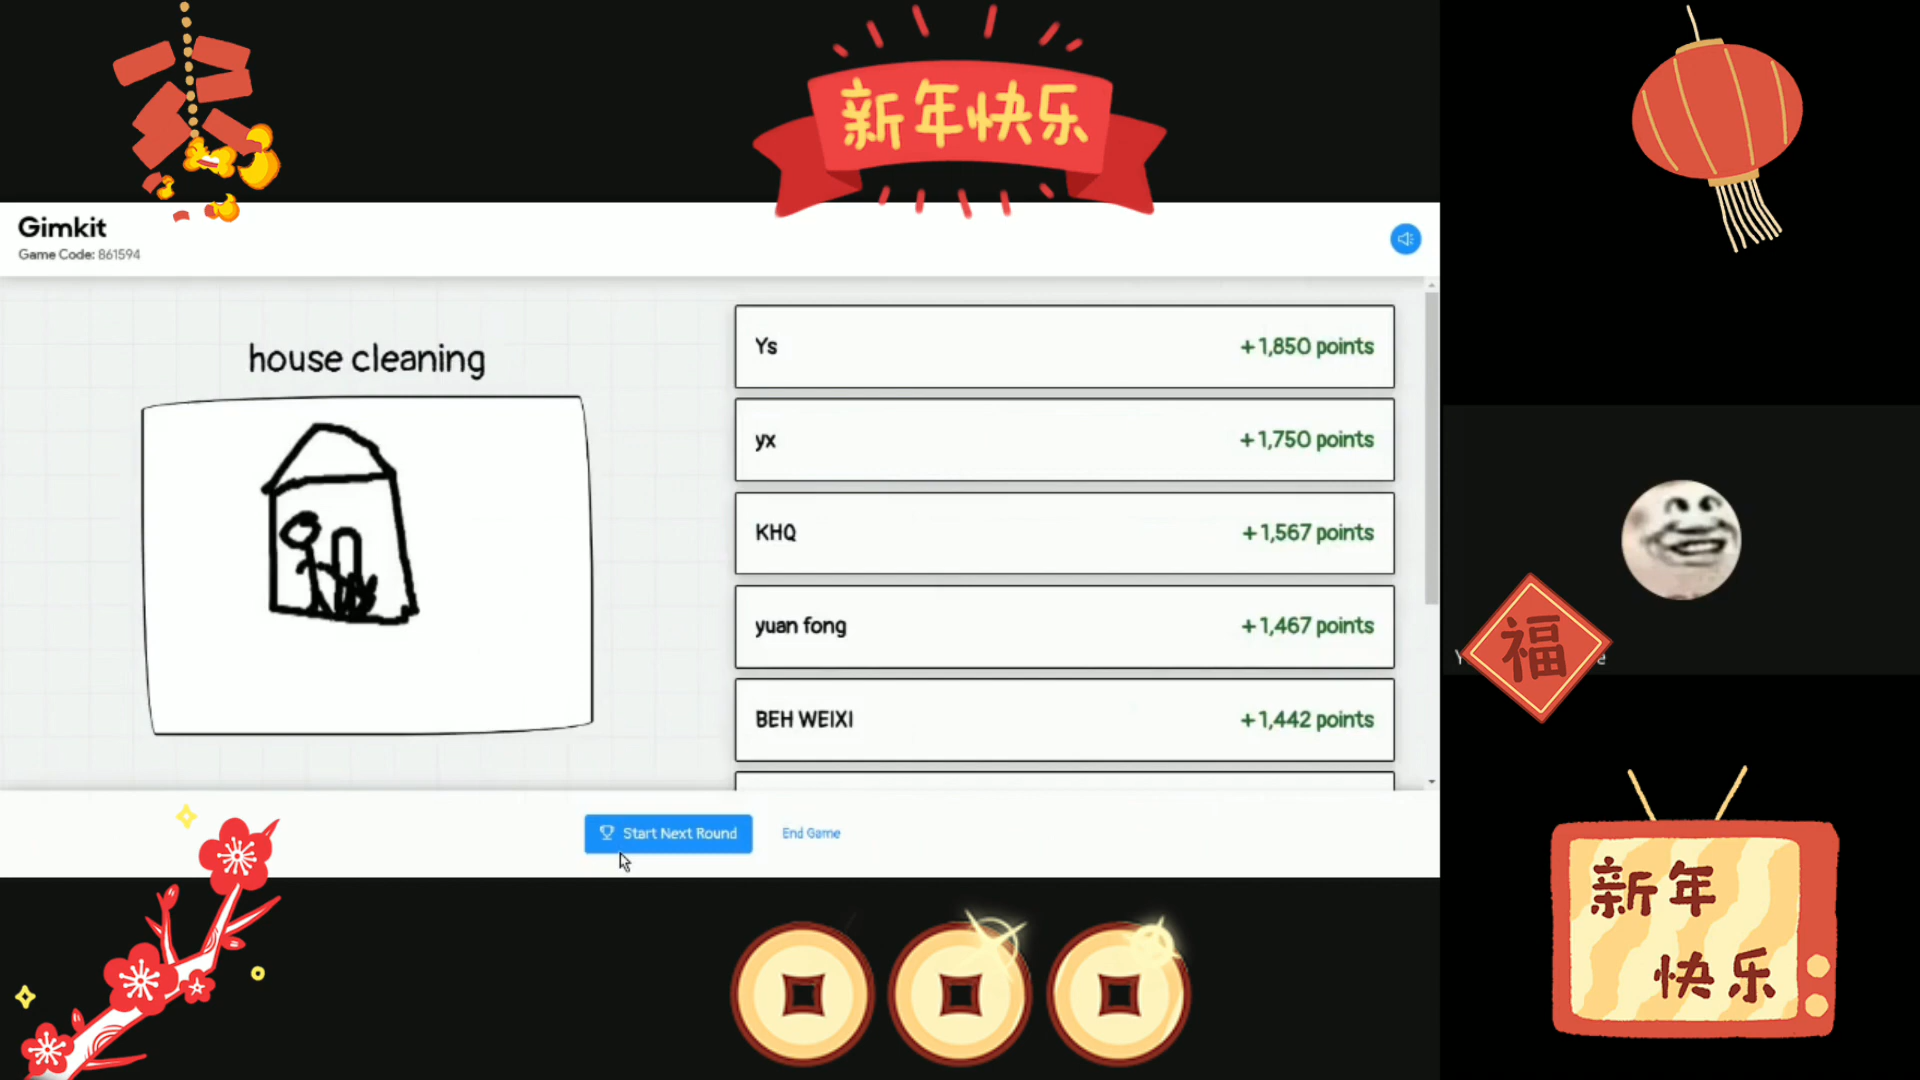 新年快乐
Gimkit
Game Code: 861594
house cleaning
Ys +1,850 points
yx +1,750 points
KHQ +1,567 points
yuan fong +1,467 points
BEH WEIXI +1,442 points
福
Start Next Round
End Game
新年
快乐